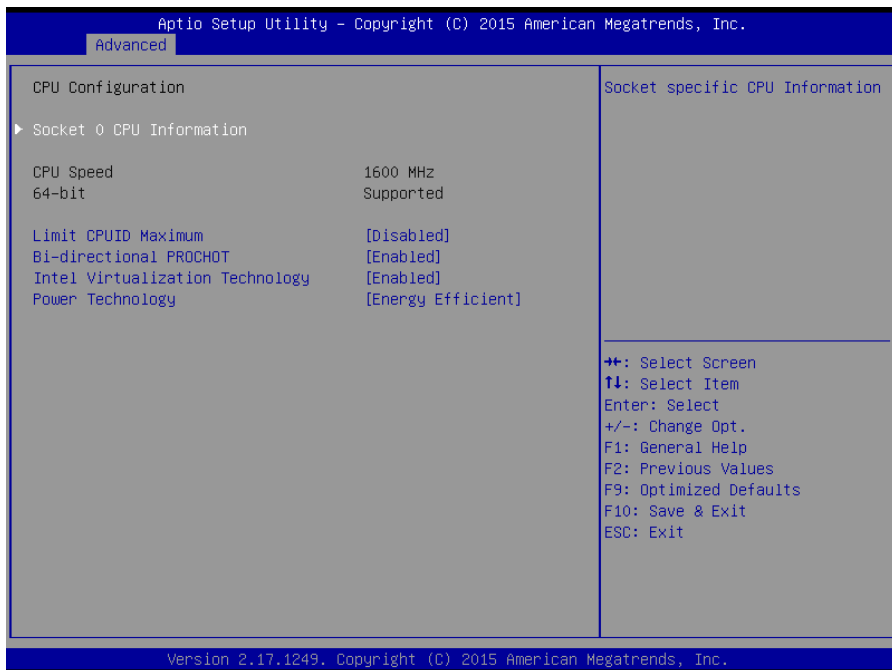 Aptio Setup Utility – Copyright (C) 2015 American Megatrends, Inc.
Advanced
CPU Configuration
Socket 0 CPU Information
CPU Speed 1600 MHz
64-bit Supported
Limit CPUID Maximum [Disabled]
Bi-directional PROCHOT [Enabled]
Intel Virtualization Technology [Enabled]
Power Technology [Energy Efficient]
Socket specific CPU Information
→←: Select Screen
↑↓: Select Item
Enter: Select
+/-: Change Opt.
F1: General Help
F2: Previous Values
F9: Optimized Defaults
F10: Save & Exit
ESC: Exit
Version 2.17.1249. Copyright (C) 2015 American Megatrends, Inc.